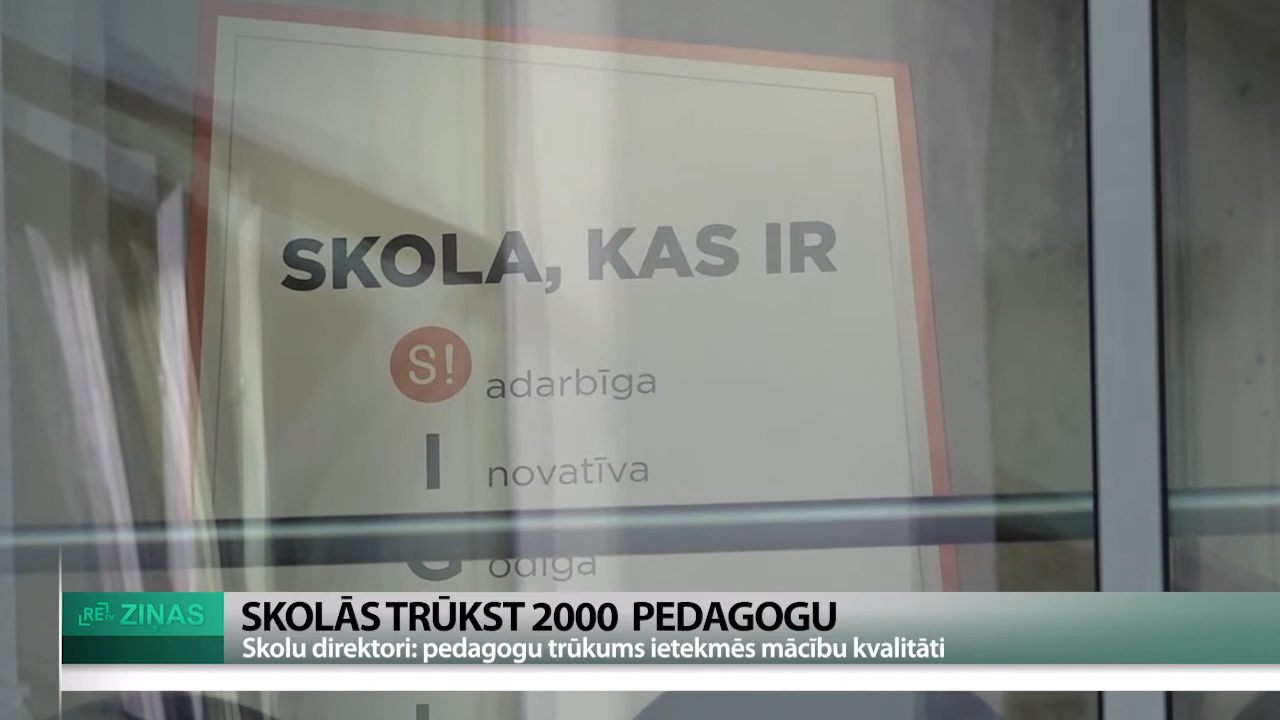 SKOLA, KAS IR
S! adarbīga
I novatīva
G odīga
RE TV ZIŅAS
SKOLĀS TRŪKST 2000 PEDAGOGU
Skolu direktori: pedagogu trūkums ietekmēs mācību kvalitāti